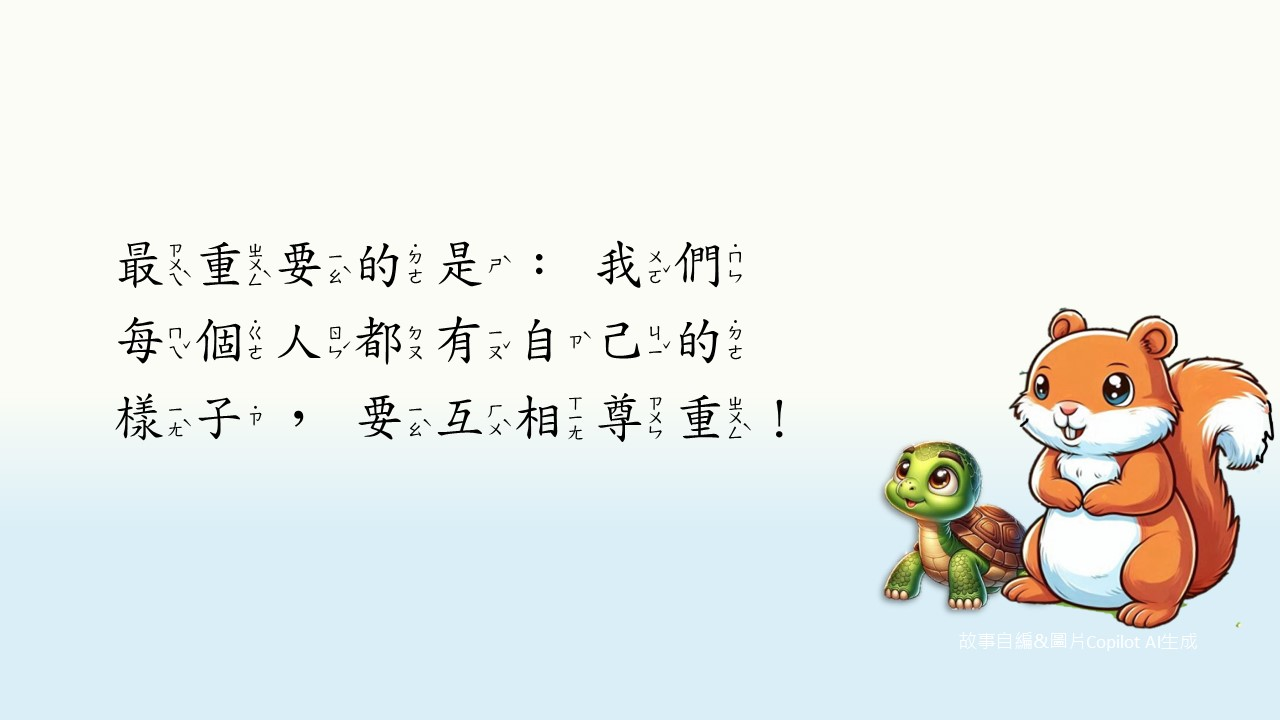 最重要的是： 我們
每個人都有自己的
樣子， 要互相尊重！
故事自編&圖片Copilot AI生成